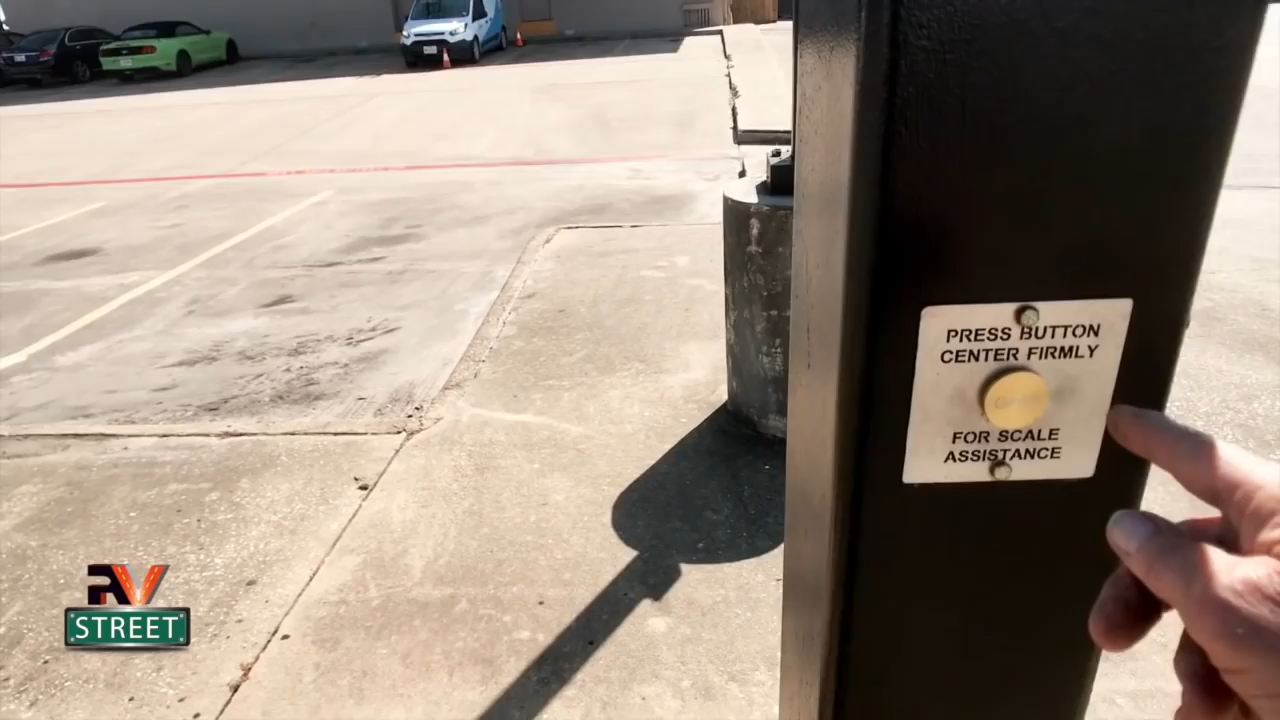 PRESS BUTTON
CENTER FIRMLY
FOR SCALE
ASSISTANCE
RV
STREET